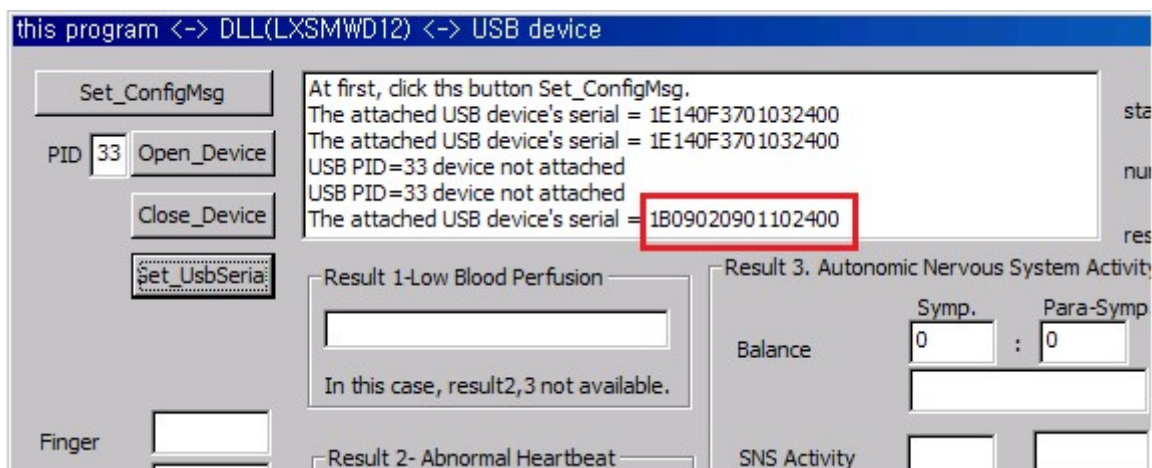 this program <-> DLL(LXSMWD12) <-> USB device
Set_ConfigMsg
PID 33 Open_Device
Close_Device
Set_UsbSerial
At first, click ths button Set_ConfigMsg.
The attached USB device's serial = 1E140F3701032400
The attached USB device's serial = 1E140F3701032400
USB PID=33 device not attached
USB PID=33 device not attached
The attached USB device's serial = 1B09020901102400
sta
nur
res
Result 1-Low Blood Perfusion
In this case, result2,3 not available.
Result 3. Autonomic Nervous System Activity
Symp. Para-Symp
Balance 0 : 0
Finger
Result 2- Abnormal Heartbeat
SNS Activity